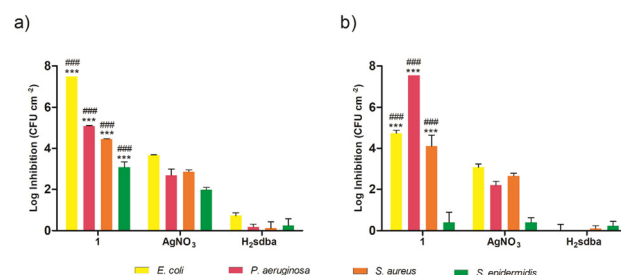 a)
Log Inhibition (CFU cm⁻²)
8
6
4
2
0
###
***
###
***
###
***
###
***
1
AgNO₃
H₂sdba
b)
Log Inhibition (CFU cm⁻²)
8
6
4
2
0
###
***
###
***
###
***
1
AgNO₃
H₂sdba
E. coli
P. aeruginosa
S. aureus
S. epidermidis